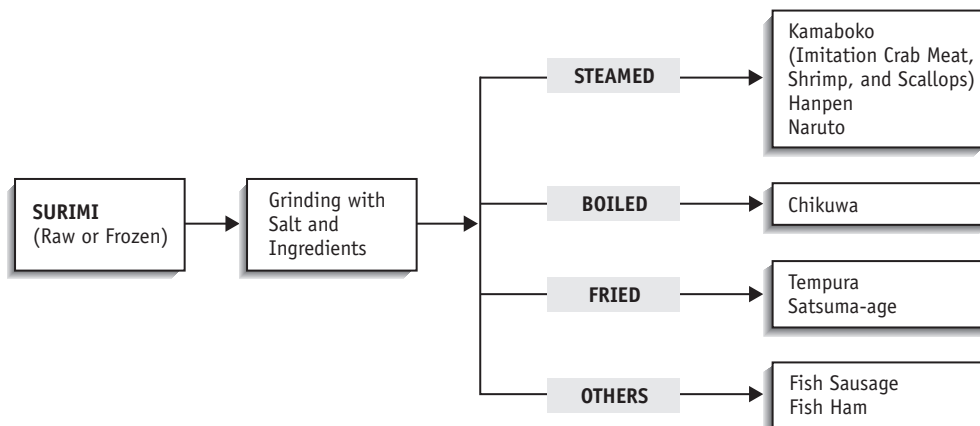 SURIMI
(Raw or Frozen)
Grinding with
Salt and
Ingredients
STEAMED
Kamaboko
(Imitation Crab Meat,
Shrimp, and Scallops)
Hanpen
Naruto
BOILED
Chikuwa
FRIED
Tempura
Satsuma-age
OTHERS
Fish Sausage
Fish Ham